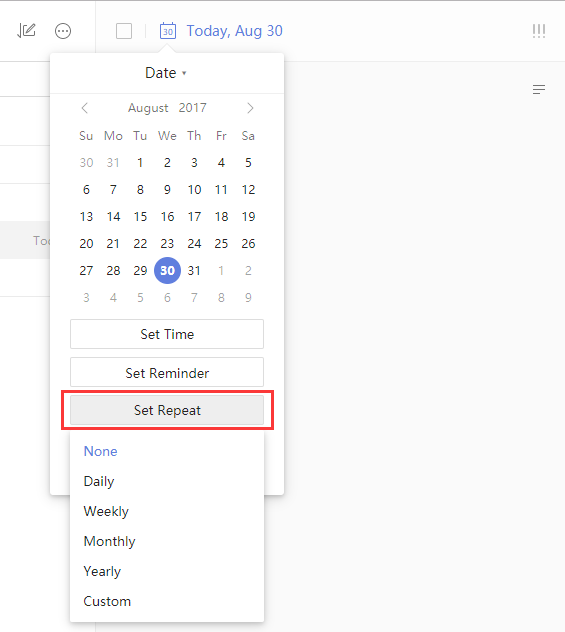 30 Today, Aug 30
Date
August 2017
Su Mo Tu We Th Fr Sa
30 31 1 2 3 4 5
6 7 8 9 10 11 12
13 14 15 16 17 18 19
20 21 22 23 24 25 26
27 28 29 30 31 1 2
3 4 5 6 7 8 9
Tod
Set Time
Set Reminder
Set Repeat
None
Daily
Weekly
Monthly
Yearly
Custom